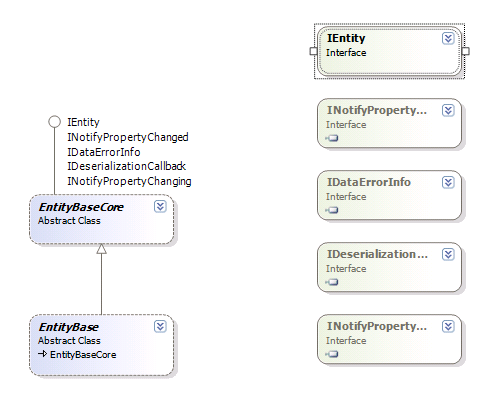 IEntity
INotifyPropertyChanged
IDataErrorInfo
IDeserializationCallback
INotifyPropertyChanging
EntityBaseCore
Abstract Class
EntityBase
Abstract Class
EntityBaseCore
IEntity
Interface
INotifyProperty...
Interface
IDataErrorInfo
Interface
IDeserialization...
Interface
INotifyProperty...
Interface